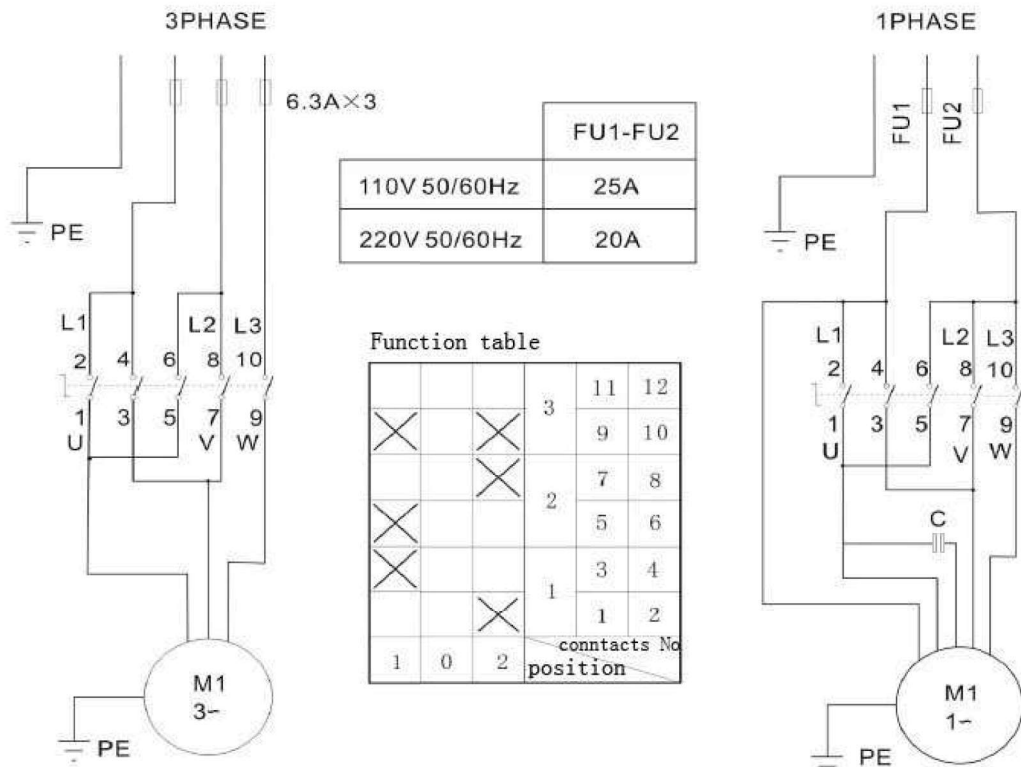 3PHASE
6.3A×3
PE
L1 L2 L3
2 4 6 8 10
1 3 5 7 9
U V W
M1
3~
PE
FU1-FU2
110V 50/60Hz 25A
220V 50/60Hz 20A
Function table
3 11 12
9 10
2 7 8
5 6
1 3 4
1 2
conntacts No
1 0 2 position
1PHASE
FU1 FU2
PE
L1 L2 L3
2 4 6 8 10
1 3 5 7 9
U V W
C
M1
1~
PE